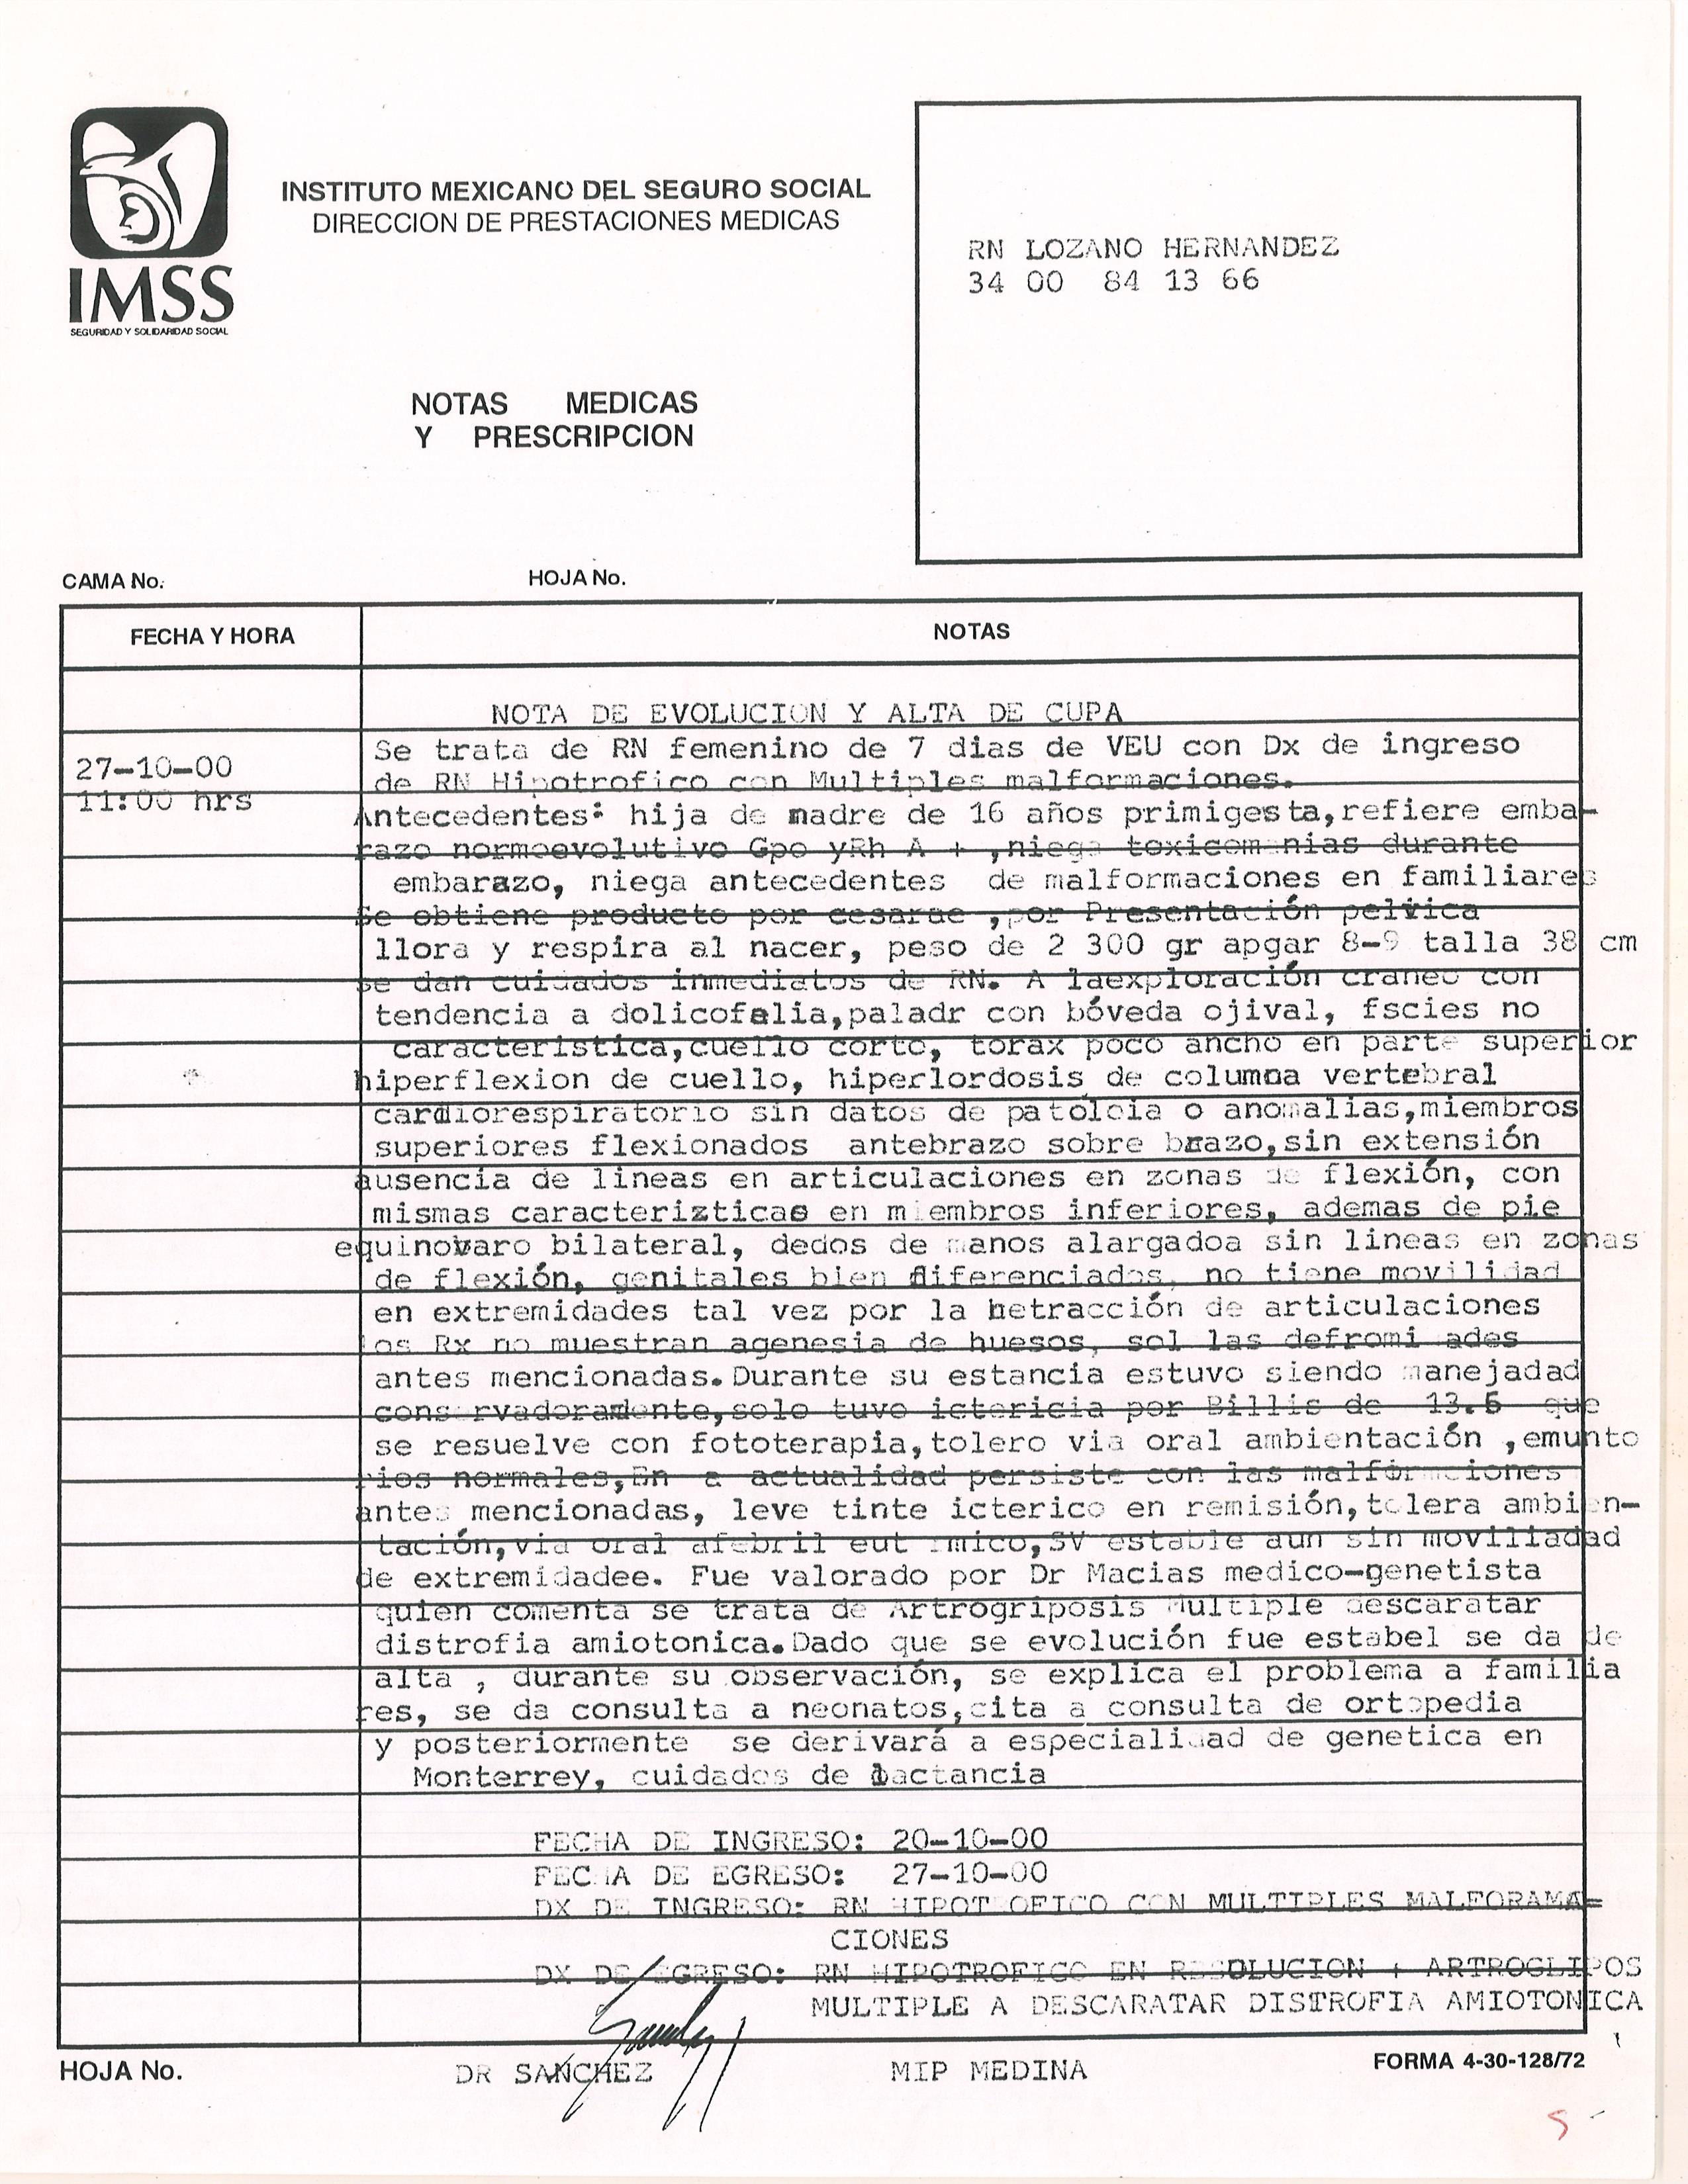 IMSS
SEGURIDAD Y SOLIDARIDAD SOCIAL
INSTITUTO MEXICANO DEL SEGURO SOCIAL
DIRECCION DE PRESTACIONES MEDICAS
NOTAS MEDICAS
Y PRESCRIPCION
RN LOZANO HERNANDEZ
34 00 84 13 66
CAMA No.
HOJA No.
FECHA Y HORA
NOTAS
NOTA DE EVOLUCION Y ALTA DE CUPA
27-10-00
11:00 hrs
Se trata de RN femenino de 7 dias de VEU con Dx de ingreso
de RN Hipotrofico con Multiples malformaciones.
Antecedentes: hija de madre de 16 años primigesta,refiere emba-
razo normoevolutivo Gpo yRh A + ,niega toxicomanias durante
embarazo, niega antecedentes de malformaciones en familiares
Se obtiene producto por cesarae ,por Presentación pelvica
llora y respira al nacer, peso de 2 300 gr apgar 8-9 talla 38 cm
se dan cuidados inmediatos de RN. A laexploración craneo con
tendencia a dolicofalia,paladr con bóveda ojival, fscies no
caracteristica,cuello corto, torax poco ancho en parte superior
hiperflexion de cuello, hiperlordosis de columna vertebral
cardiorespiratorio sin datos de patolcia o anomalias,miembros
superiores flexionados antebrazo sobre brazo,sin extensión
ausencia de lineas en articulaciones en zonas de flexión, con
mismas caracterizticas en miembros inferiores, ademas de pie
equinovaro bilateral, dedos de manos alargadoa sin lineas en zonas
de flexión, genitales bien diferenciados, no tiene movilidad
en extremidades tal vez por la retracción de articulaciones
los Rx no muestran agenesia de huesos, sol las defromidades
antes mencionadas.Durante su estancia estuvo siendo manejadad
conservadoramente,solo tuvo ictericia por Billis de 13.6 que
se resuelve con fototerapia,tolero via oral ambientación ,emunto
rios normales,En a actualidad persiste con las malformaciones
antes mencionadas, leve tinte icterico en remisión,tolera ambien-
tación,via oral afebril eutermico,SV estable aun sin moviliadad
de extremidadee. Fue valorado por Dr Macias medico-genetista
quien comenta se trata de Artrogriposis Multiple descaratar
distrofia amiotonica.Dado que se evolución fue estabel se da de
alta , durante su observación, se explica el problema a familia
res, se da consulta a neonatos,cita a consulta de ortopedia
y posteriormente se derivará a especialidad de genetica en
Monterrey, cuidados de lactancia
FECHA DE INGRESO: 20-10-00
FECHA DE EGRESO: 27-10-00
DX DE INGRESO: RN HIPOTROFICO CON MULTIPLES MALFORAMA=
CIONES
DX DE EGRESO: RN HIPOTROFICO EN RESOLUCION + ARTROGLIPOS
MULTIPLE A DESCARATAR DISTROFIA AMIOTONICA
HOJA No.
DR SANCHEZ
MIP MEDINA
FORMA 4-30-128/72
5